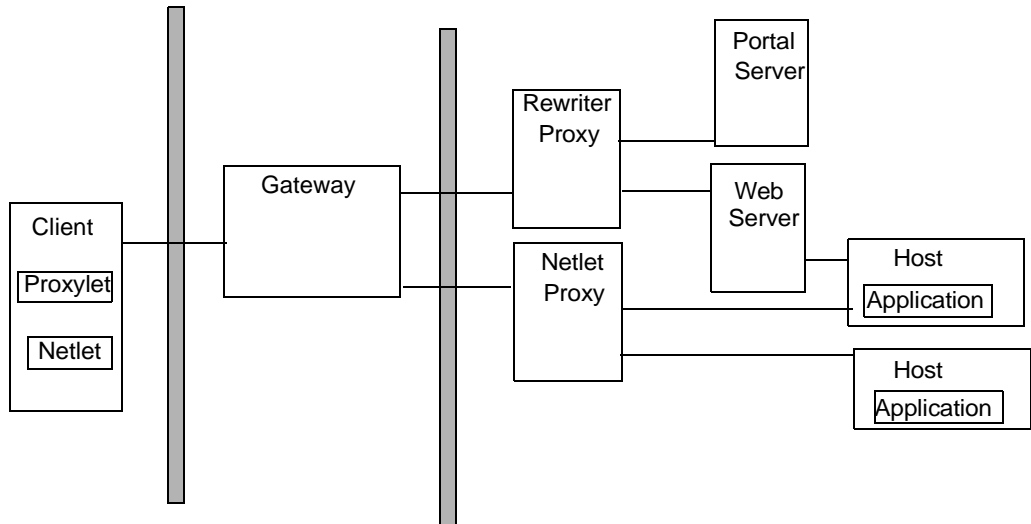 Client
Proxylet
Netlet
Gateway
Rewriter
Proxy
Netlet
Proxy
Portal
Server
Web
Server
Host
Application
Host
Application